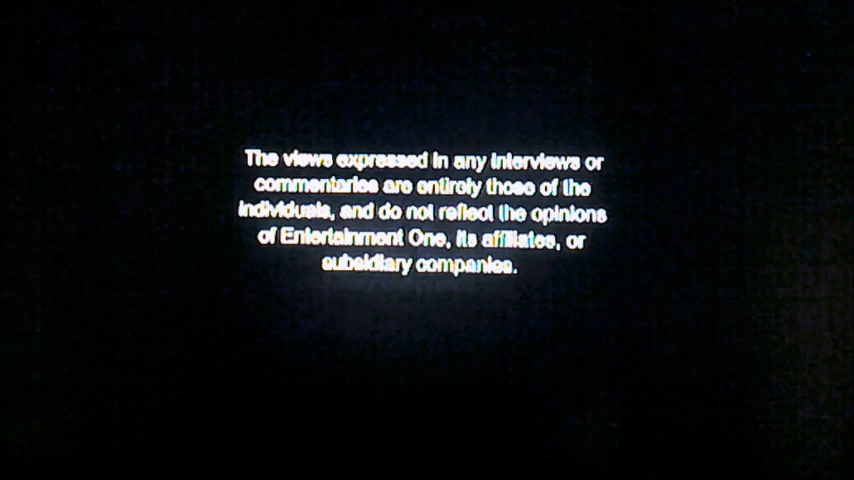 The views expressed in any interviews or
commentaries are entirely those of the
individuals, and do not reflect the opinions
of Entertainment One, its affiliates, or
subsidiary companies.